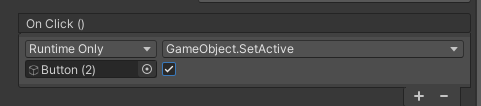 On Click ()
Runtime Only GameObject.SetActive
Button (2)